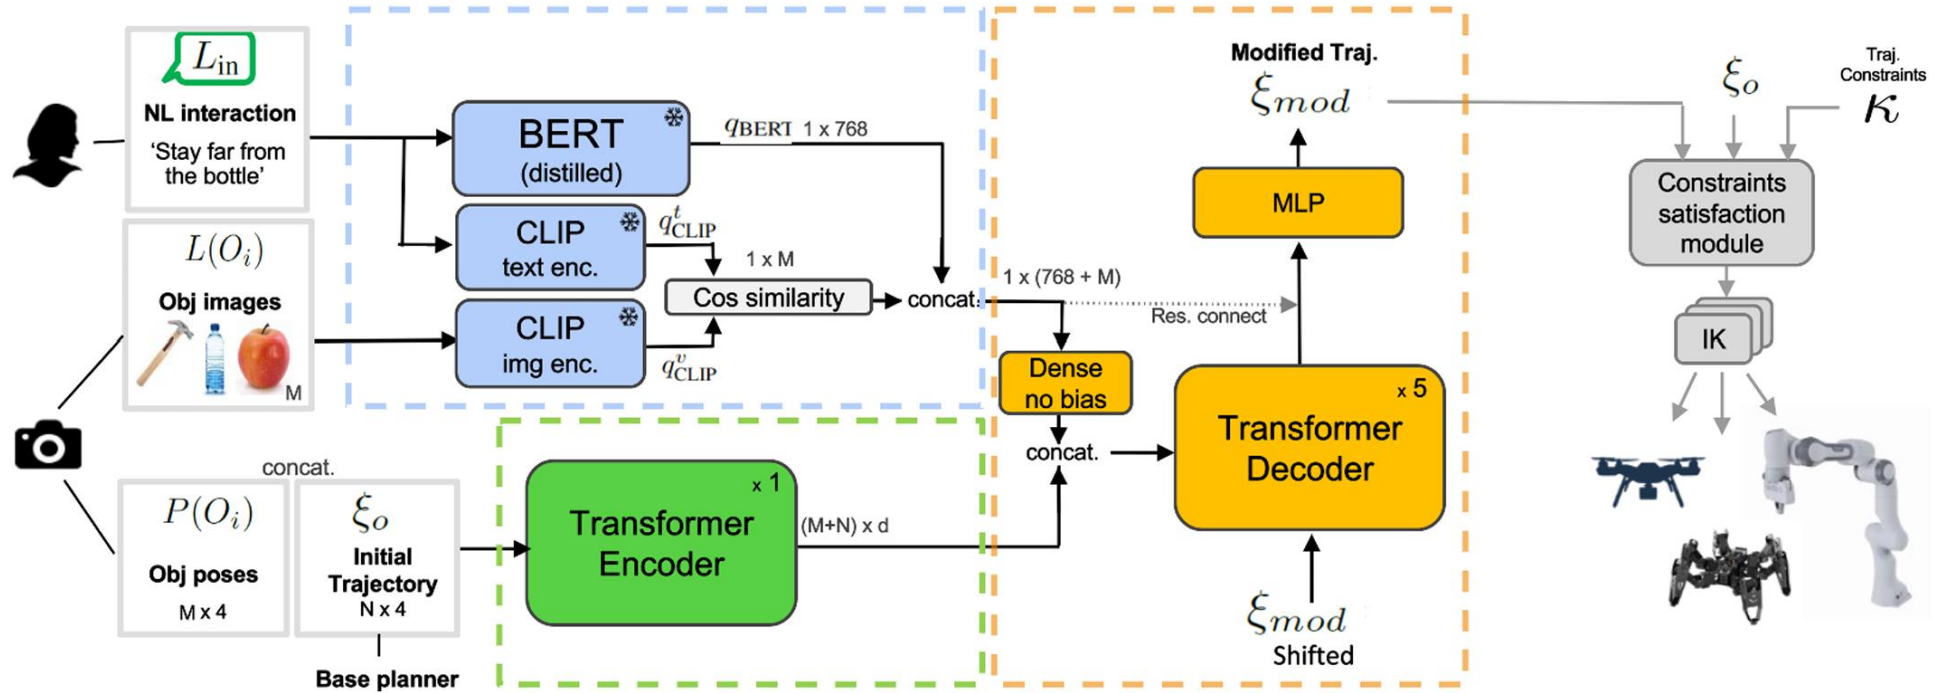 L_in
NL interaction
'Stay far from
the bottle'
L(O_i)
Obj images
M
concat.
P(O_i)
Obj poses
M x 4
ξ_o
Initial
Trajectory
N x 4
Base planner
BERT
(distilled)
q_BERT 1 x 768
CLIP
text enc.
q^t_CLIP
CLIP
img enc.
q^v_CLIP
1 x M
Cos similarity
concat.
x 1
Transformer
Encoder
(M+N) x d
1 x (768 + M)
Res. connect
Dense
no bias
concat.
Modified Traj.
ξ_mod
MLP
x 5
Transformer
Decoder
ξ_mod
Shifted
ξ_o
Traj.
Constraints
κ
Constraints
satisfaction
module
IK